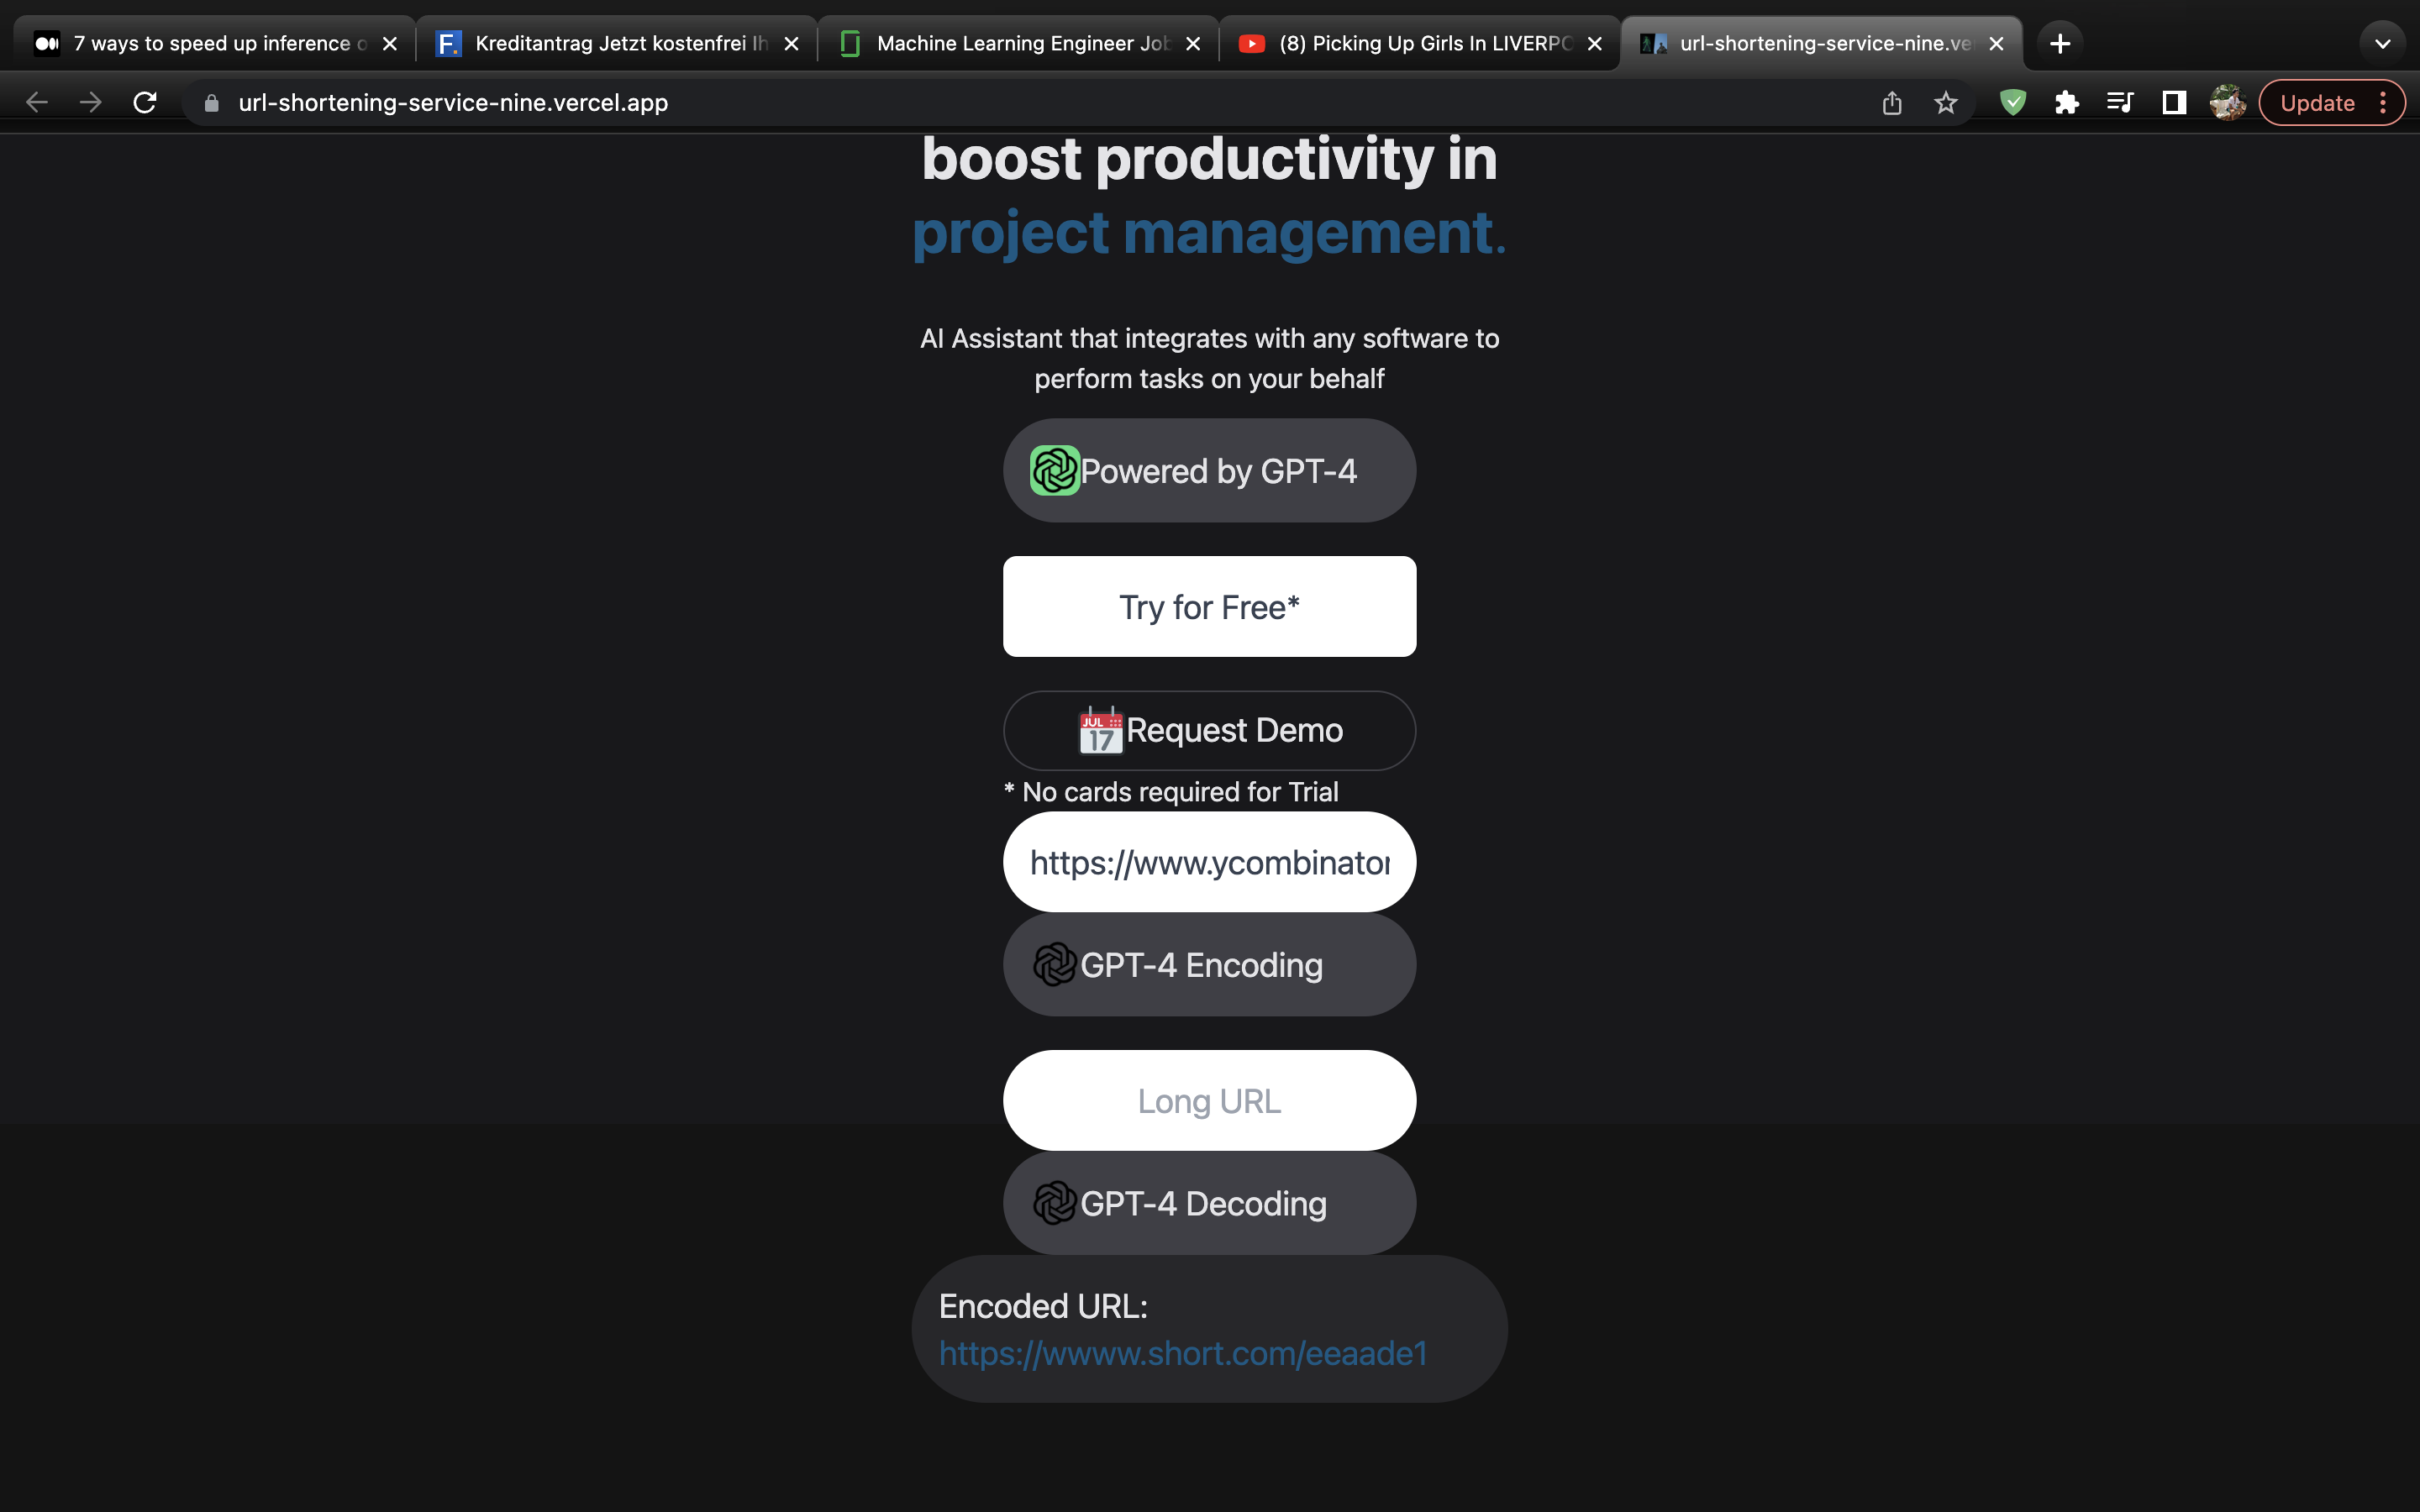 7 ways to speed up inference o
Kreditantrag Jetzt kostenfrei Ih
Machine Learning Engineer Job
(8) Picking Up Girls In LIVERPO
url-shortening-service-nine.ve
url-shortening-service-nine.vercel.app
Update
boost productivity in
project management.
AI Assistant that integrates with any software to
perform tasks on your behalf
Powered by GPT-4
Try for Free*
JUL
17
Request Demo
* No cards required for Trial
https://www.ycombinator
GPT-4 Encoding
Long URL
GPT-4 Decoding
Encoded URL:
https://wwww.short.com/eeaade1